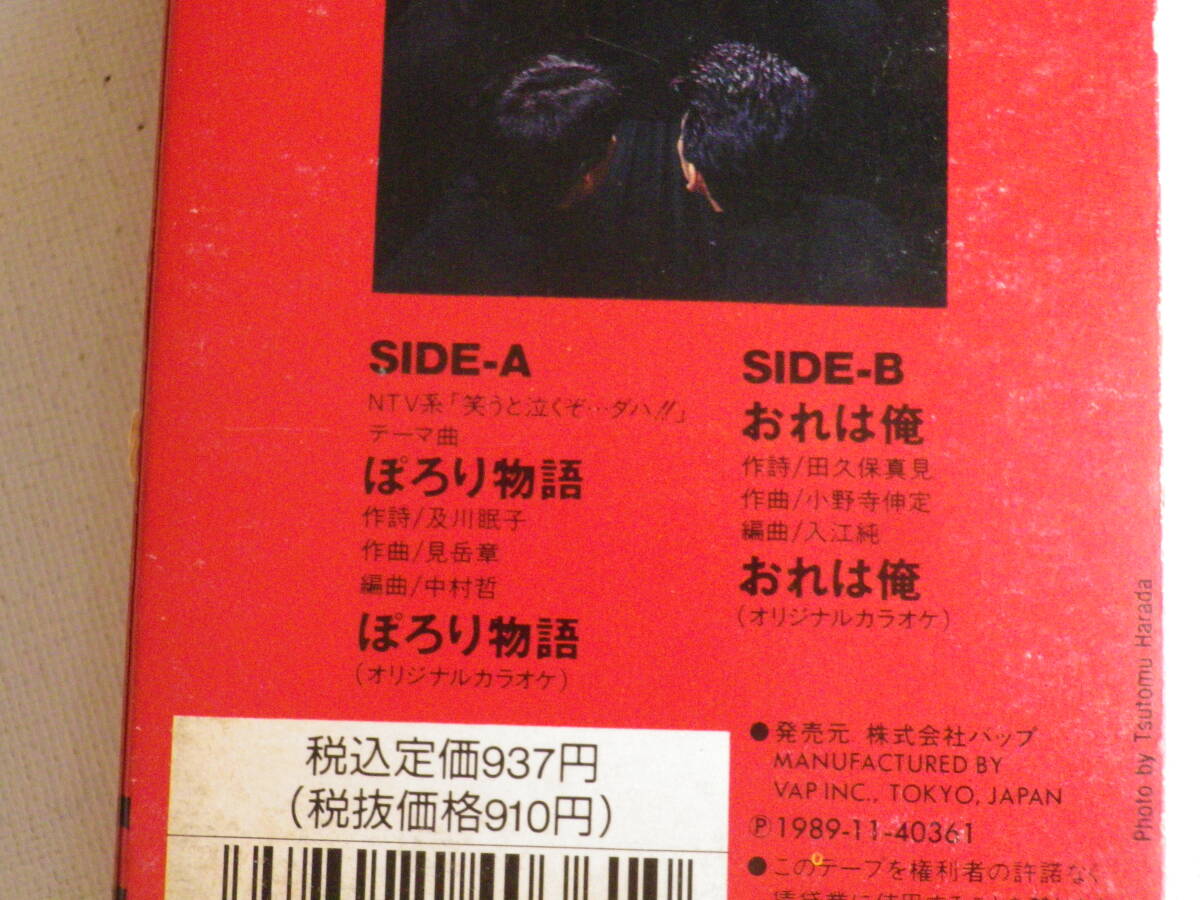 SIDE-A
NTV系「笑うと泣くぞ…ダハ!!」
テーマ曲
ぽろり物語
作詩/及川眠子
作曲/見岳章
編曲/中村哲
ぽろり物語
(オリジナルカラオケ)
SIDE-B
おれは俺
作詩/田久保真見
作曲/小野寺伸定
編曲/入江純
おれは俺
(オリジナルカラオケ)
税込定価937円
(税抜価格910円)
●発売元 株式会社バップ
MANUFACTURED BY
VAP INC., TOKYO, JAPAN
Ⓟ1989-11-40361
●このテープを権利者の許諾なく
Photo by Tsutomu Harada